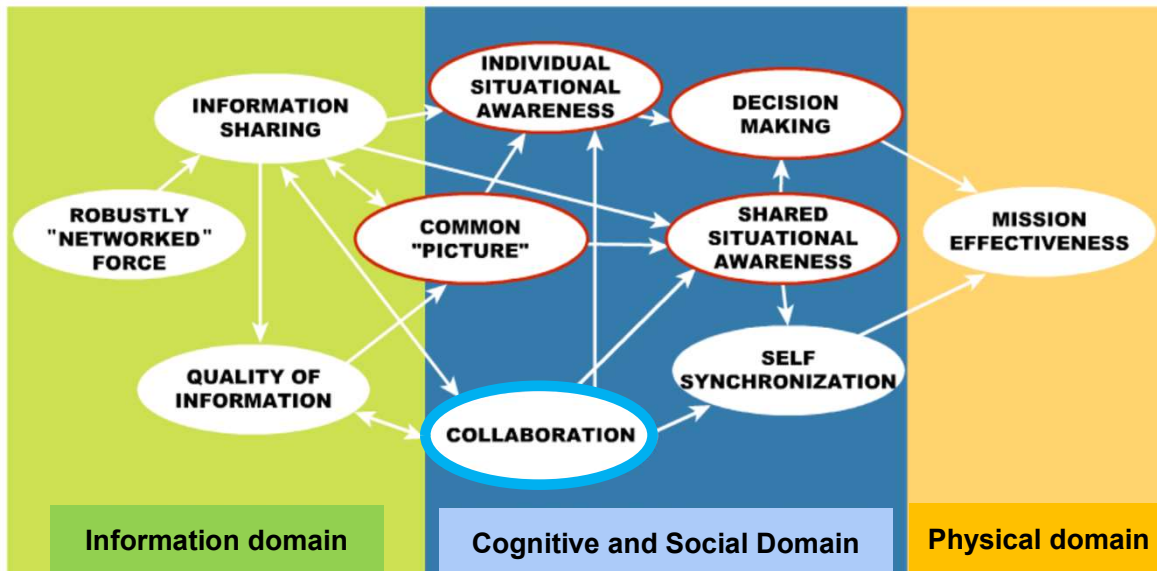 INFORMATION
SHARING
ROBUSTLY
"NETWORKED"
FORCE
QUALITY OF
INFORMATION
INDIVIDUAL
SITUATIONAL
AWARENESS
COMMON
"PICTURE"
COLLABORATION
DECISION
MAKING
SHARED
SITUATIONAL
AWARENESS
SELF
SYNCHRONIZATION
MISSION
EFFECTIVENESS
Information domain
Cognitive and Social Domain
Physical domain